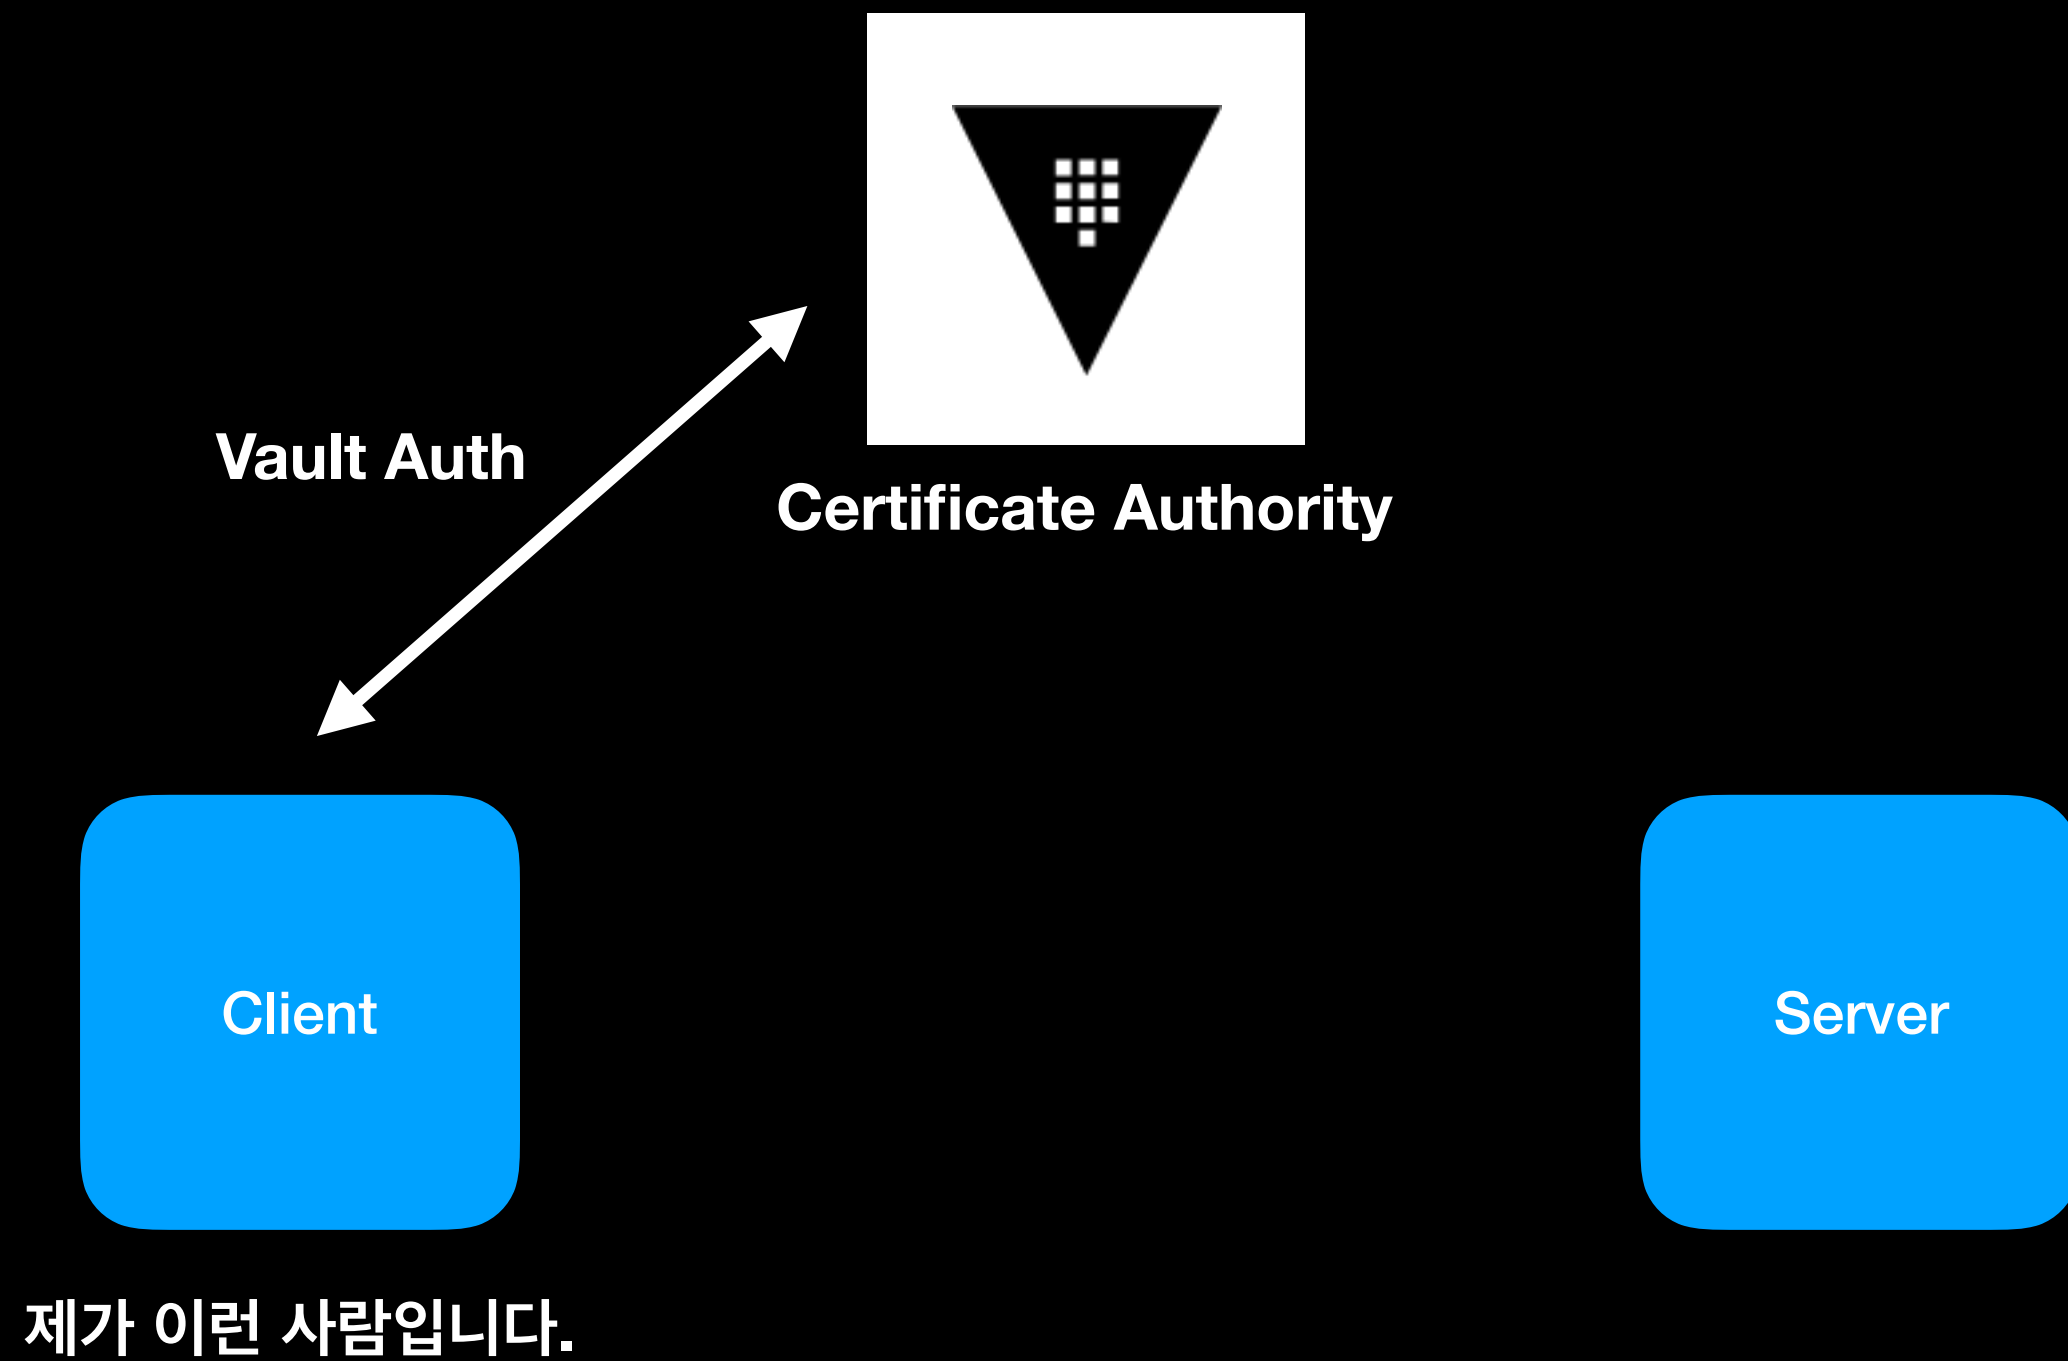 Vault Auth
Certificate Authority
Client
Server
제가 이런 사람입니다.